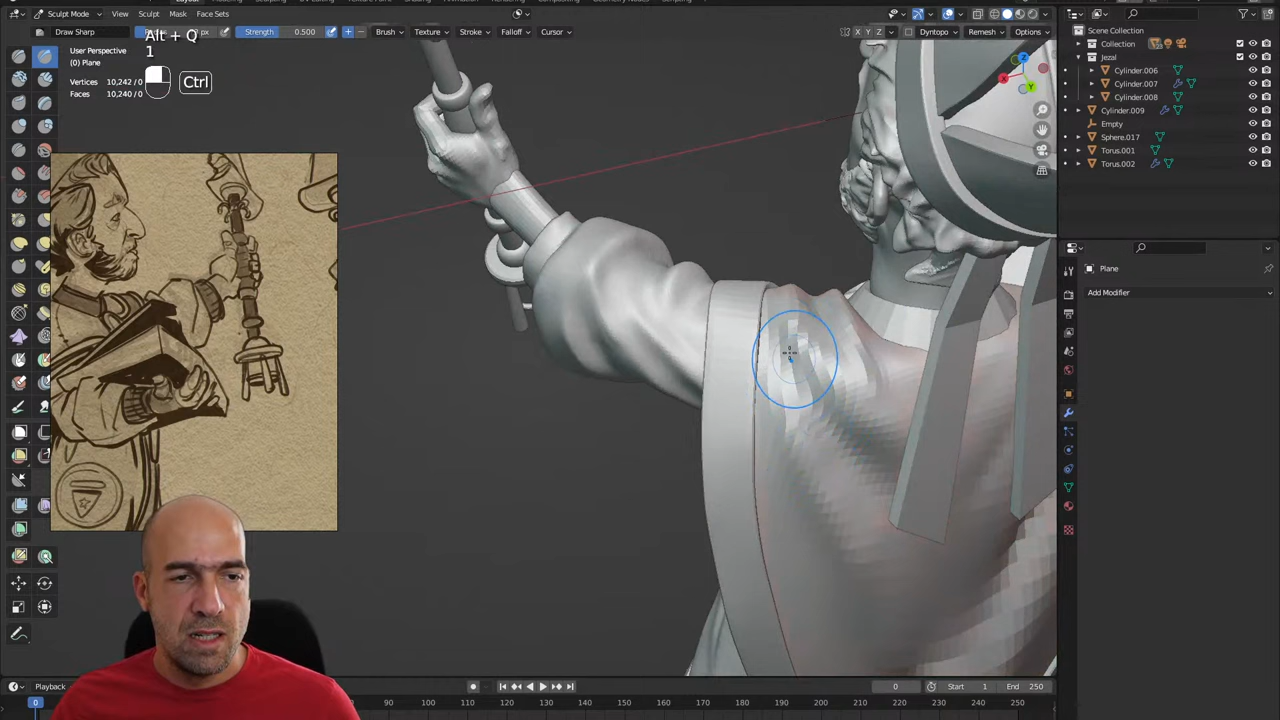 Sculpt Mode View Sculpt Mask Face Sets
Draw Sharp px Strength 0.500 Brush Texture Stroke Falloff Cursor X Y Z Dyntopo Remesh Options
Alt + Q
1
Ctrl
User Perspective
(0) Plane
Vertices 10,242 / 0
Faces 10,240 / 0
Z
X
Y
Scene Collection
Collection
Jezal
Cylinder.006
Cylinder.007
Cylinder.008
Cylinder.009
Empty
Sphere.017
Torus.001
Torus.002
Plane
Add Modifier
Playback 0 Start 1 End 250
0 70 80 90 100 110 120 130 140 150 160 170 180 190 200 210 220 230 240 250